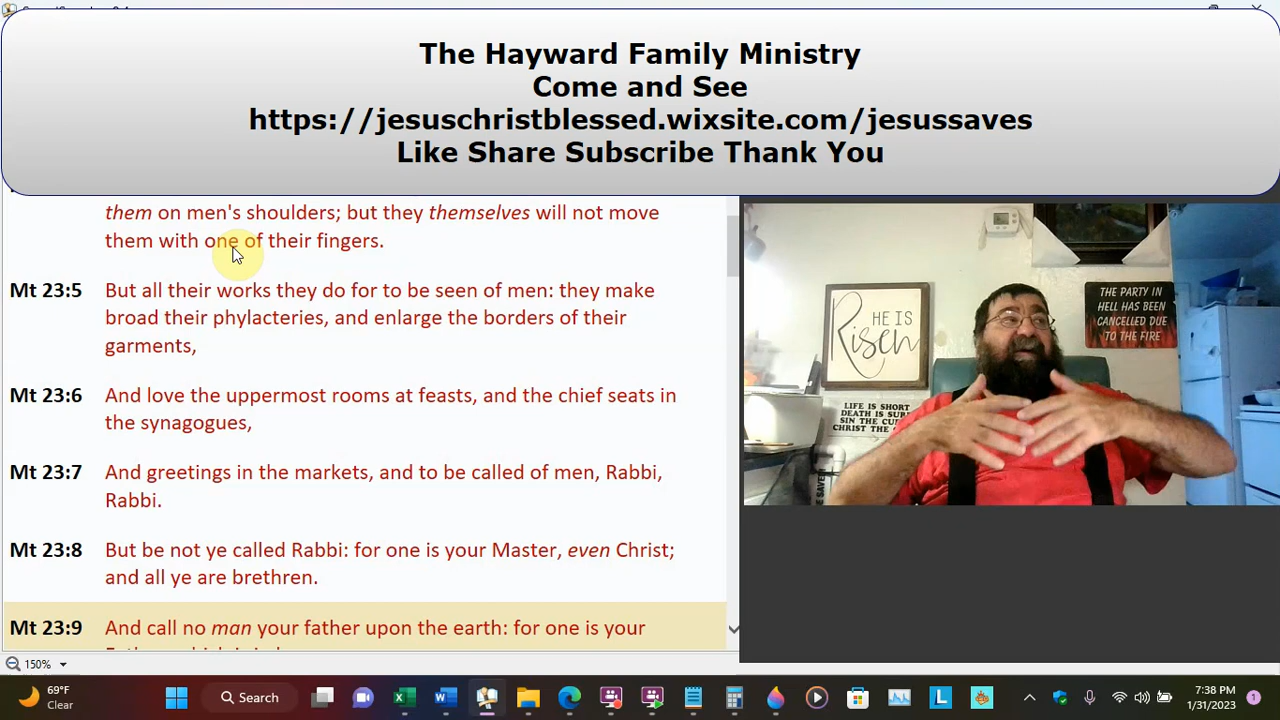 The Hayward Family Ministry
Come and See
https://jesuschristblessed.wixsite.com/jesussaves
Like Share Subscribe Thank You
them on men's shoulders; but they themselves will not move
them with one of their fingers.
Mt 23:5 But all their works they do for to be seen of men: they make
broad their phylacteries, and enlarge the borders of their
garments,
Mt 23:6 And love the uppermost rooms at feasts, and the chief seats in
the synagogues,
Mt 23:7 And greetings in the markets, and to be called of men, Rabbi,
Rabbi.
Mt 23:8 But be not ye called Rabbi: for one is your Master, even Christ;
and all ye are brethren.
Mt 23:9 And call no man your father upon the earth: for one is your
150%
HE IS
Risen
THE PARTY IN
HELL HAS BEEN
CANCELLED DUE
TO THE FIRE
LIFE IS SHORT
DEATH IS
SIN THE
CHRIST THE
69°F
Clear
Search
7:38 PM
1/31/2023
1